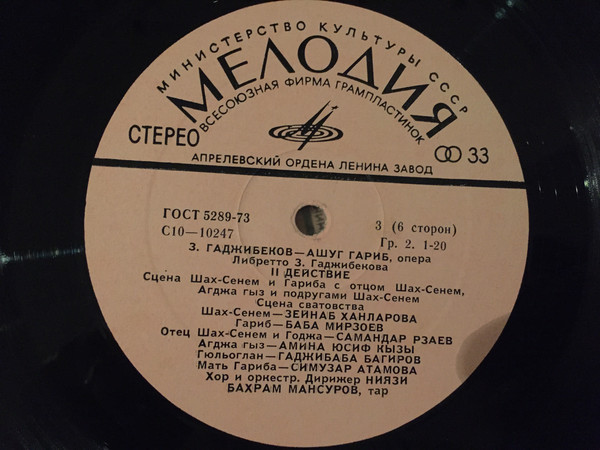 МИНИСТЕРСТВО КУЛЬТУРЫ СССР
МЕЛОДИЯ
ВСЕСОЮЗНАЯ ФИРМА ГРАМПЛАСТИНОК
СТЕРЕО
33
АПРЕЛЕВСКИЙ ОРДЕНА ЛЕНИНА ЗАВОД
ГОСТ 5289-73
3 (6 сторон)
С10—10247
Гр. 2. 1-20
З. ГАДЖИБЕКОВ—АШУГ ГАРИБ, опера
Либретто З. Гаджибекова
II ДЕЙСТВИЕ
Сцена Шах-Сенем и Гариба с отцом Шах-Сенем,
Агджа гыз и подругами Шах-Сенем
Сцена сватовства
Шах-Сенем—ЗЕЙНАБ ХАНЛАРОВА
Гариб—БАБА МИРЗОЕВ
Отец Шах-Сенем и Годжа—САМАНДАР РЗАЕВ
Агджа гыз—АМИНА ЮСИФ КЫЗЫ
Гюльоглан—ГАДЖИБАБА БАГИРОВ
Мать Гариба—СИМУЗАР АТАМОВА
Хор и оркестр. Дирижер НИЯЗИ
БАХРАМ МАНСУРОВ, тар